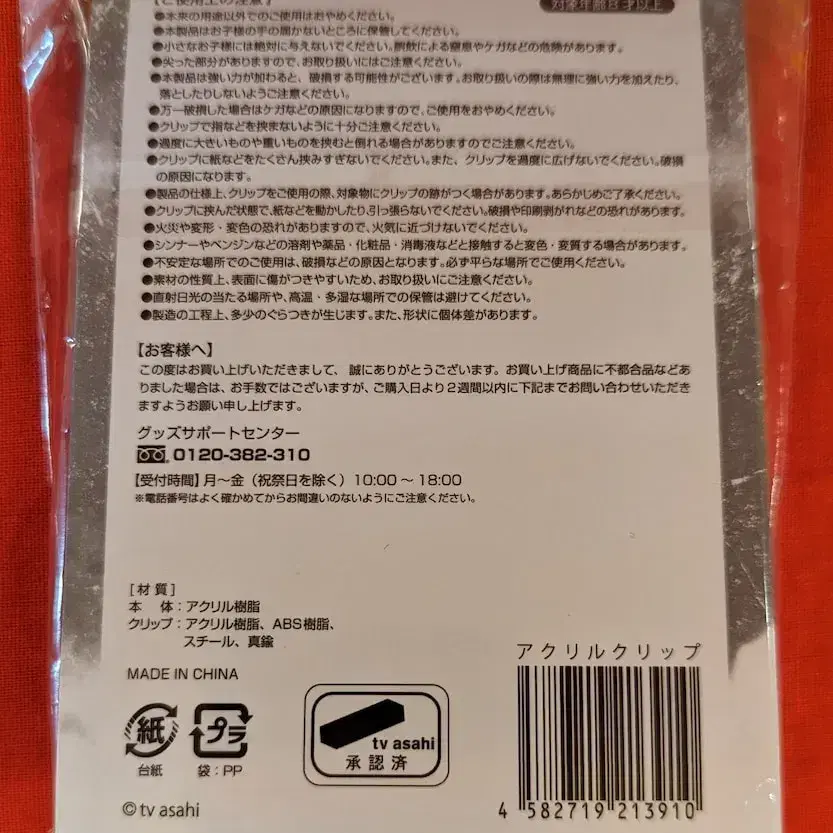 【ご使用上の注意】
対象年齢8才以上
●本来の用途以外でのご使用はおやめください。
●本製品はお子様の手の届かないところに保管してください。
●小さなお子様には絶対に与えないでください。誤飲による窒息やケガなどの危険があります。
●尖った部分がありますので、お取り扱いにはご注意ください。
●本製品は強い力が加わると、破損する可能性がございます。お取り扱いの際は無理に強い力を加えたり、
落としたりしないようご注意ください。
●万一破損した場合はケガなどの原因になりますので、ご使用をおやめください。
●クリップで指などを挟まないように十分ご注意ください。
●過度に大きいものや重いものを挟むと倒れる場合がありますのでご注意ください。
●クリップに紙などをたくさん挟みすぎないでください。また、クリップを過度に広げないでください。破損
の原因になります。
●製品の仕様上、クリップをご使用の際、対象物にクリップの跡がつく場合があります。あらかじめご了承ください。
●クリップに挟んだ状態で、紙などを動かしたり、引っ張らないでください。破損や印刷剥がれなどの恐れがあります。
●火災や変形・変色の恐れがありますので、火気に近づけないでください。
●シンナーやベンジンなどの溶剤や薬品・化粧品・消毒液などと接触すると変色・変質する場合があります。
●不安定な場所でのご使用は、破損などの原因となります。必ず平らな場所でご使用ください。
●素材の性質上、表面に傷がつきやすいため、お取り扱いにご注意ください。
●直射日光の当たる場所や、高温・多湿な場所での保管は避けてください。
●製造の工程上、多少のぐらつきが生じます。また、形状に個体差があります。
【お客様へ】
この度はお買い上げいただきまして、誠にありがとうございます。お買い上げ商品に不都合品などあ
りました場合は、お手数ではございますが、ご購入日より2週間以内に下記までお問い合わせいただき
ますようお願い申し上げます。
グッズサポートセンター
0120-382-310
【受付時間】月～金（祝祭日を除く）10:00～18:00
※電話番号はよく確かめてからお間違いのないようにご注意ください。
[材質]
本　体：アクリル樹脂
クリップ：アクリル樹脂、ABS樹脂、
スチール、真鍮
アクリルクリップ
MADE IN CHINA
紙
プラ
台紙
袋：PP
tv asahi
承認済
©tv asahi
4 582719 213910